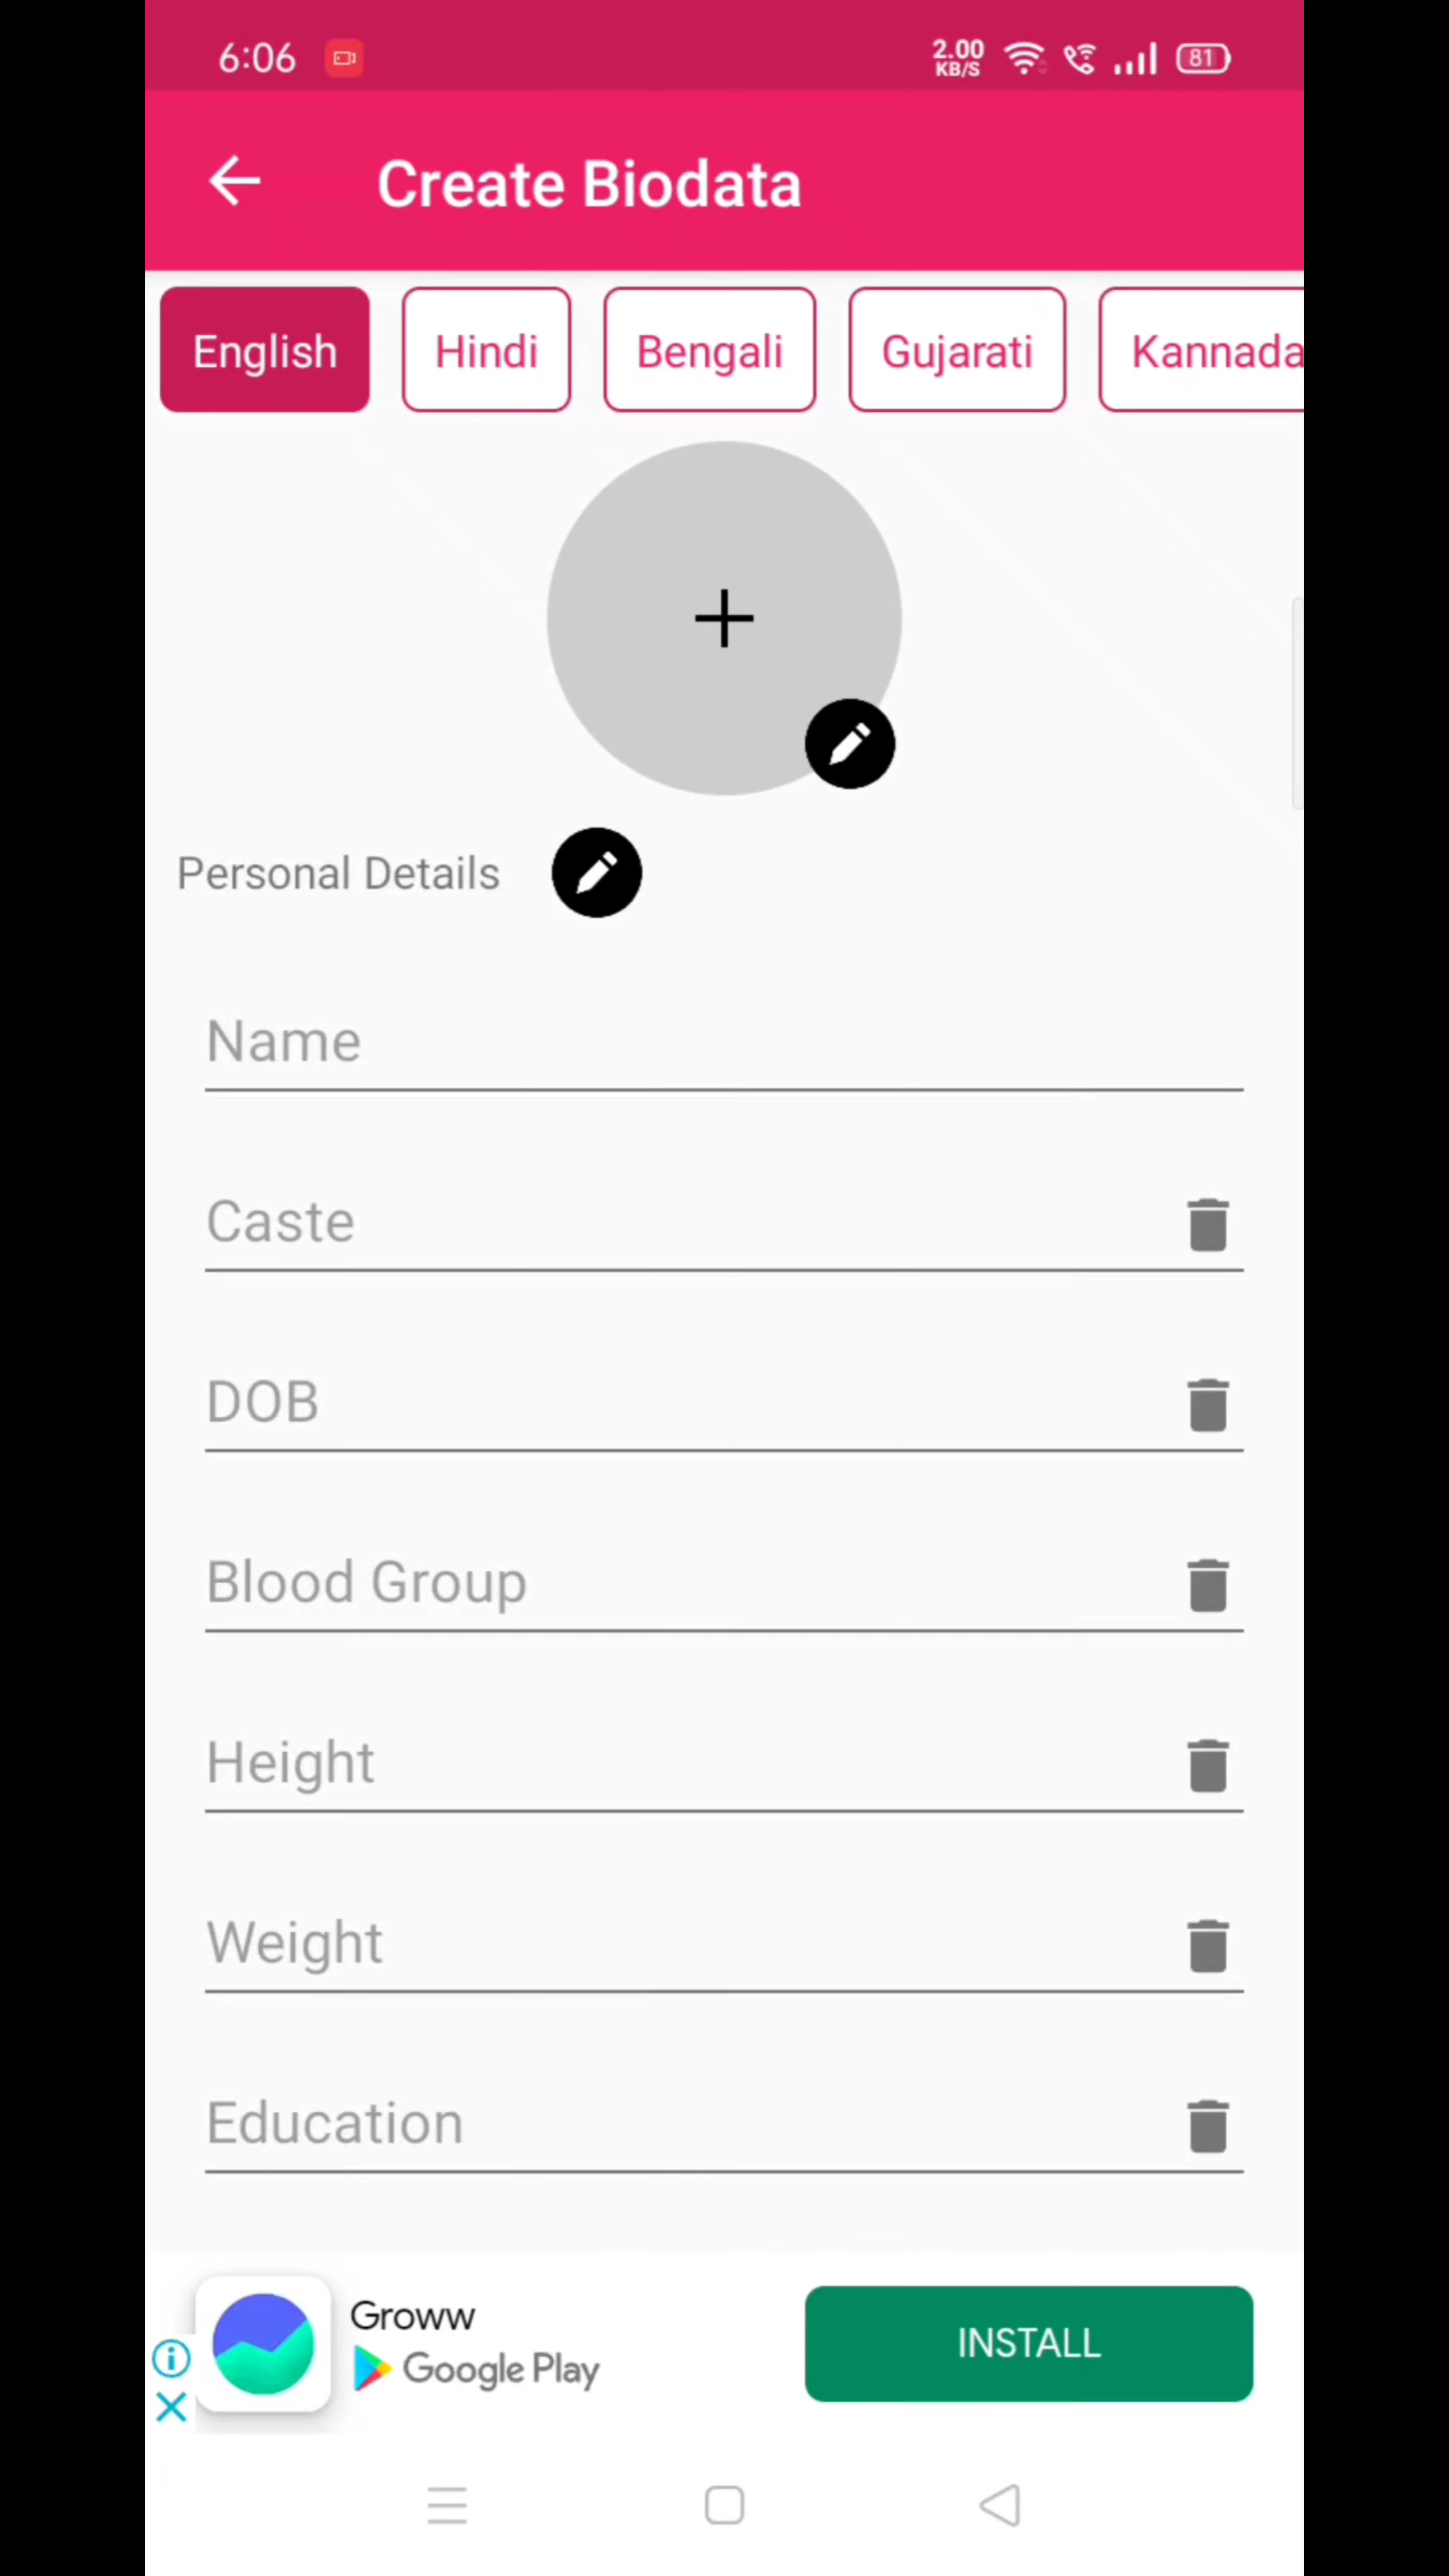 6:06 2.00 KB/S 81
Create Biodata
English Hindi Bengali Gujarati Kannada
Personal Details
Name
Caste
DOB
Blood Group
Height
Weight
Education
Groww
Google Play
INSTALL